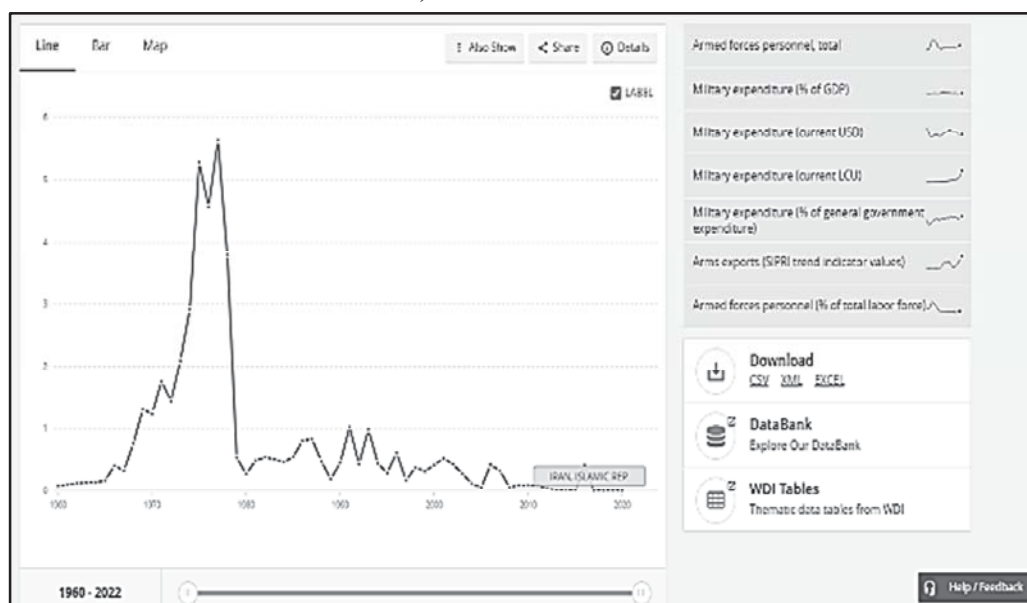 Line Bar Map
Also Show Share Details
LABEL
6
5
4
3
2
1
0
IRAN, ISLAMIC REP.
1960 1970 1980 1990 2000 2010 2020
1960 - 2022
Armed forces personnel, total
Military expenditure (% of GDP)
Military expenditure (current USD)
Military expenditure (current LCU)
Military expenditure (% of general government
expenditure)
Arms exports (SIPRI trend indicator values)
Armed forces personnel (% of total labor force)
Download
CSV XML EXCEL
DataBank
Explore Our DataBank
WDI Tables
Thematic data tables from WDI
Help / Feedback